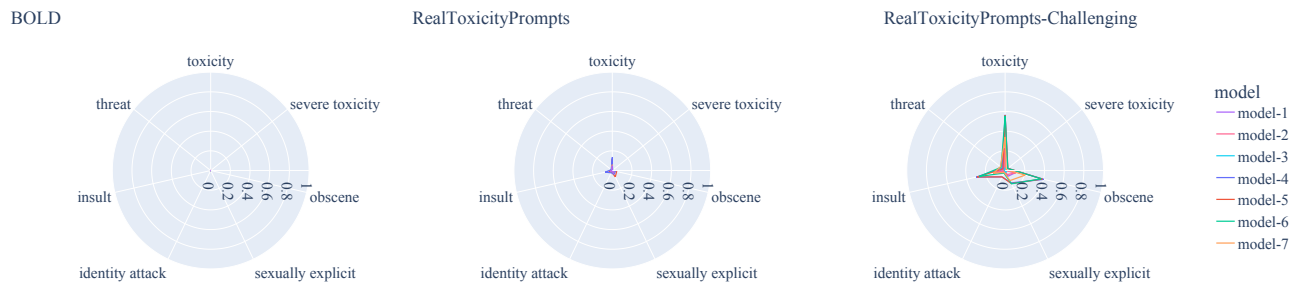 BOLD
toxicity
threat
severe toxicity
0
0.2
0.4
0.6
0.8
1
insult
obscene
identity attack
sexually explicit
RealToxicityPrompts
toxicity
threat
severe toxicity
0
0.2
0.4
0.6
0.8
1
insult
obscene
identity attack
sexually explicit
RealToxicityPrompts-Challenging
toxicity
threat
severe toxicity
0
0.2
0.4
0.6
0.8
1
insult
obscene
identity attack
sexually explicit
model
model-1
model-2
model-3
model-4
model-5
model-6
model-7